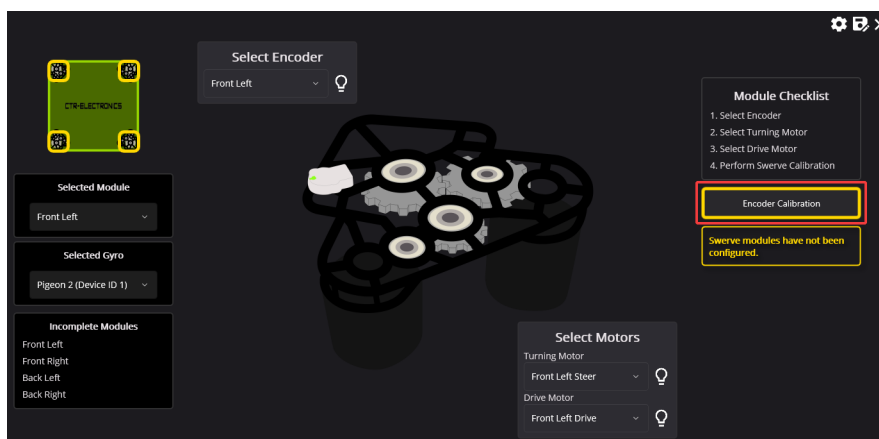 CTR-ELECTRONICS
Selected Module
Front Left
Selected Gyro
Pigeon 2 (Device ID 1)
Incomplete Modules
Front Left
Front Right
Back Left
Back Right
Select Encoder
Front Left
Select Motors
Turning Motor
Front Left Steer
Drive Motor
Front Left Drive
Module Checklist
1. Select Encoder
2. Select Turning Motor
3. Select Drive Motor
4. Perform Swerve Calibration
Encoder Calibration
Swerve modules have not been
configured.